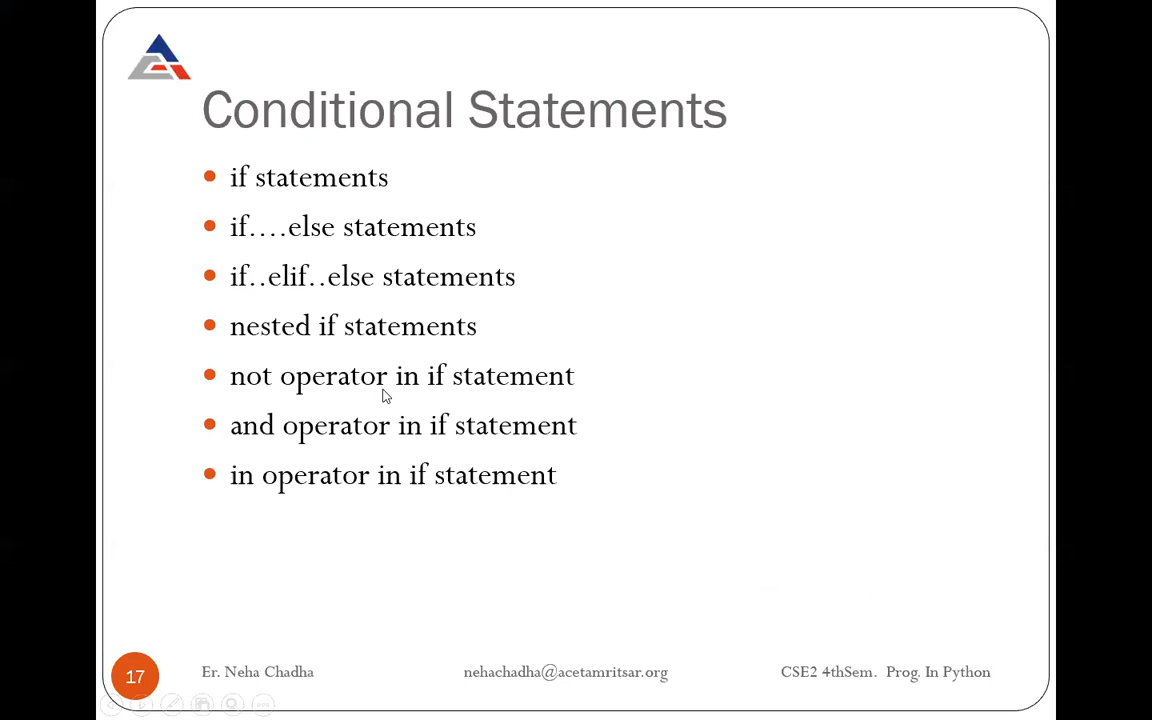 Conditional Statements
if statements
if....else statements
if..elif..else statements
nested if statements
not operator in if statement
and operator in if statement
in operator in if statement
17
Er. Neha Chadha
nehachadha@acetamritsar.org
CSE2 4thSem. Prog. In Python